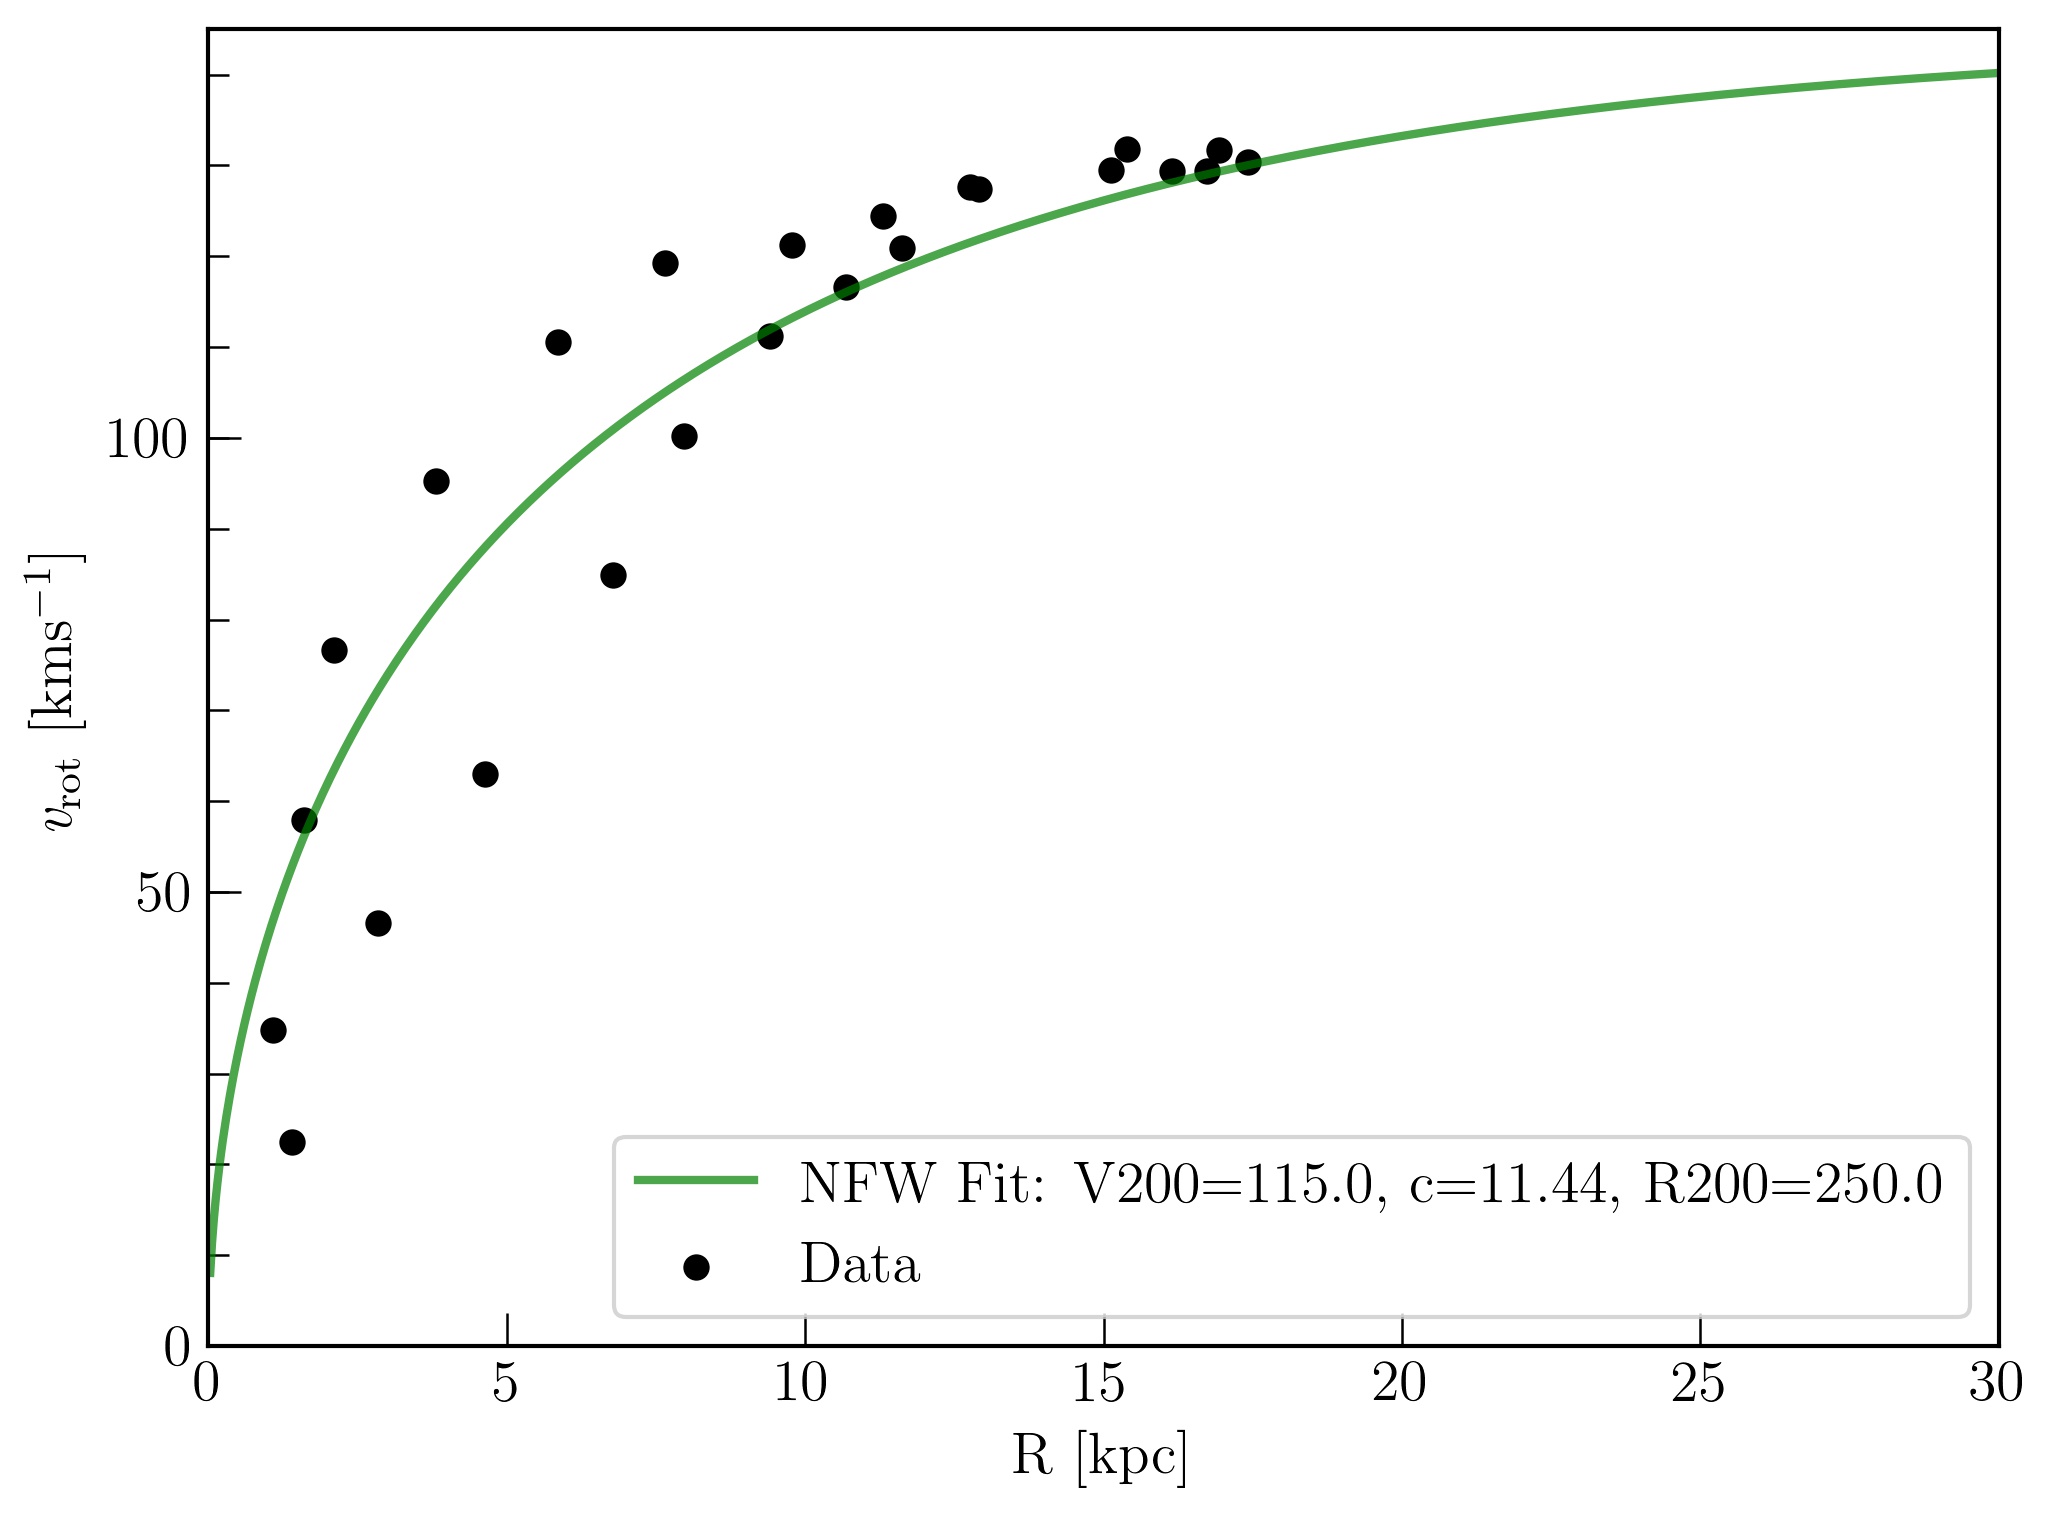 100
50
0
v_rot [kms⁻¹]
NFW Fit: V200=115.0, c=11.44, R200=250.0
Data
0 5 10 15 20 25 30
R [kpc]